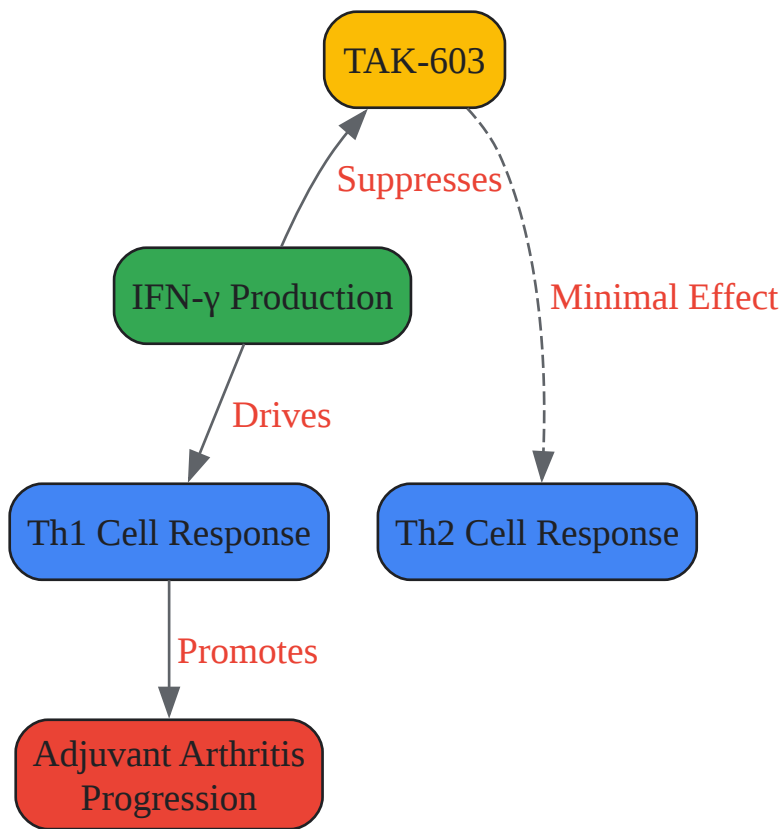 TAK-603
Suppresses
IFN-γ Production
Minimal Effect
Drives
Th1 Cell Response
Th2 Cell Response
Promotes
Adjuvant Arthritis
Progression